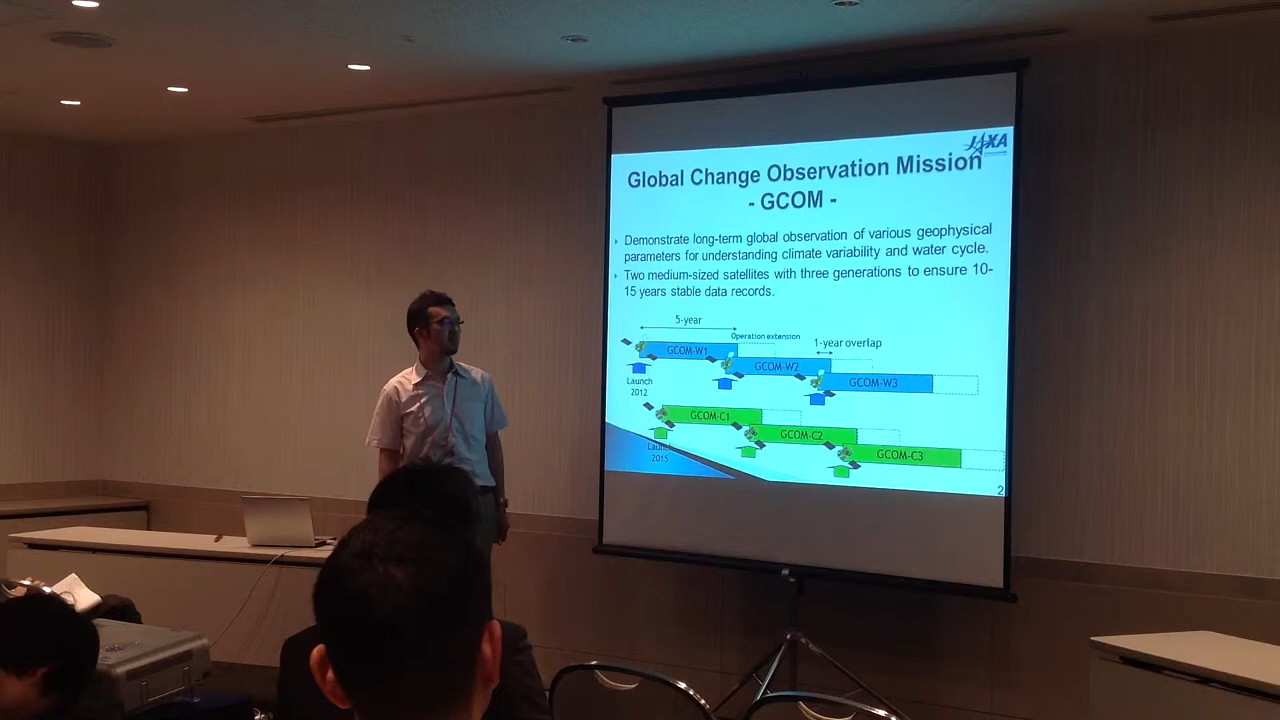 JAXA
Global Change Observation Mission
- GCOM -
Demonstrate long-term global observation of various geophysical
parameters for understanding climate variability and water cycle.
Two medium-sized satellites with three generations to ensure 10-
15 years stable data records.
5-year
Operation extension
1-year overlap
GCOM-W1
GCOM-W2
GCOM-W3
Launch
2012
GCOM-C1
GCOM-C2
GCOM-C3
Launch
2015
2